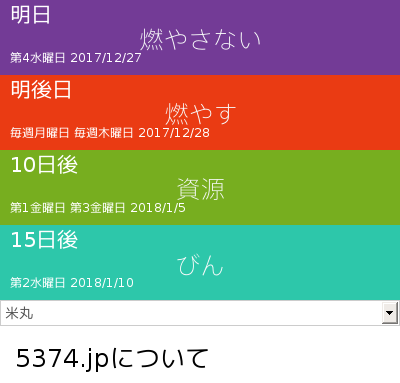 明日
燃やさない
第4水曜日 2017/12/27
明後日
燃やす
毎週月曜日 毎週木曜日 2017/12/28
10日後
資源
第1金曜日 第3金曜日 2018/1/5
15日後
びん
第2水曜日 2018/1/10
米丸
5374.jpについて